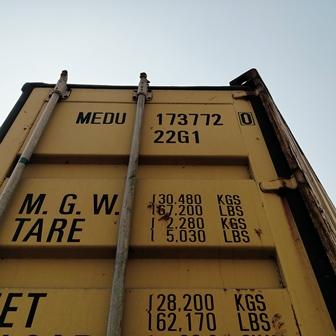 MEDU 173772 0
22G1
M. G. W. 30.480 KGS
67.200 LBS
TARE 2.280 KGS
5.030 LBS
ET 28,200 KGS
62,170 LBS